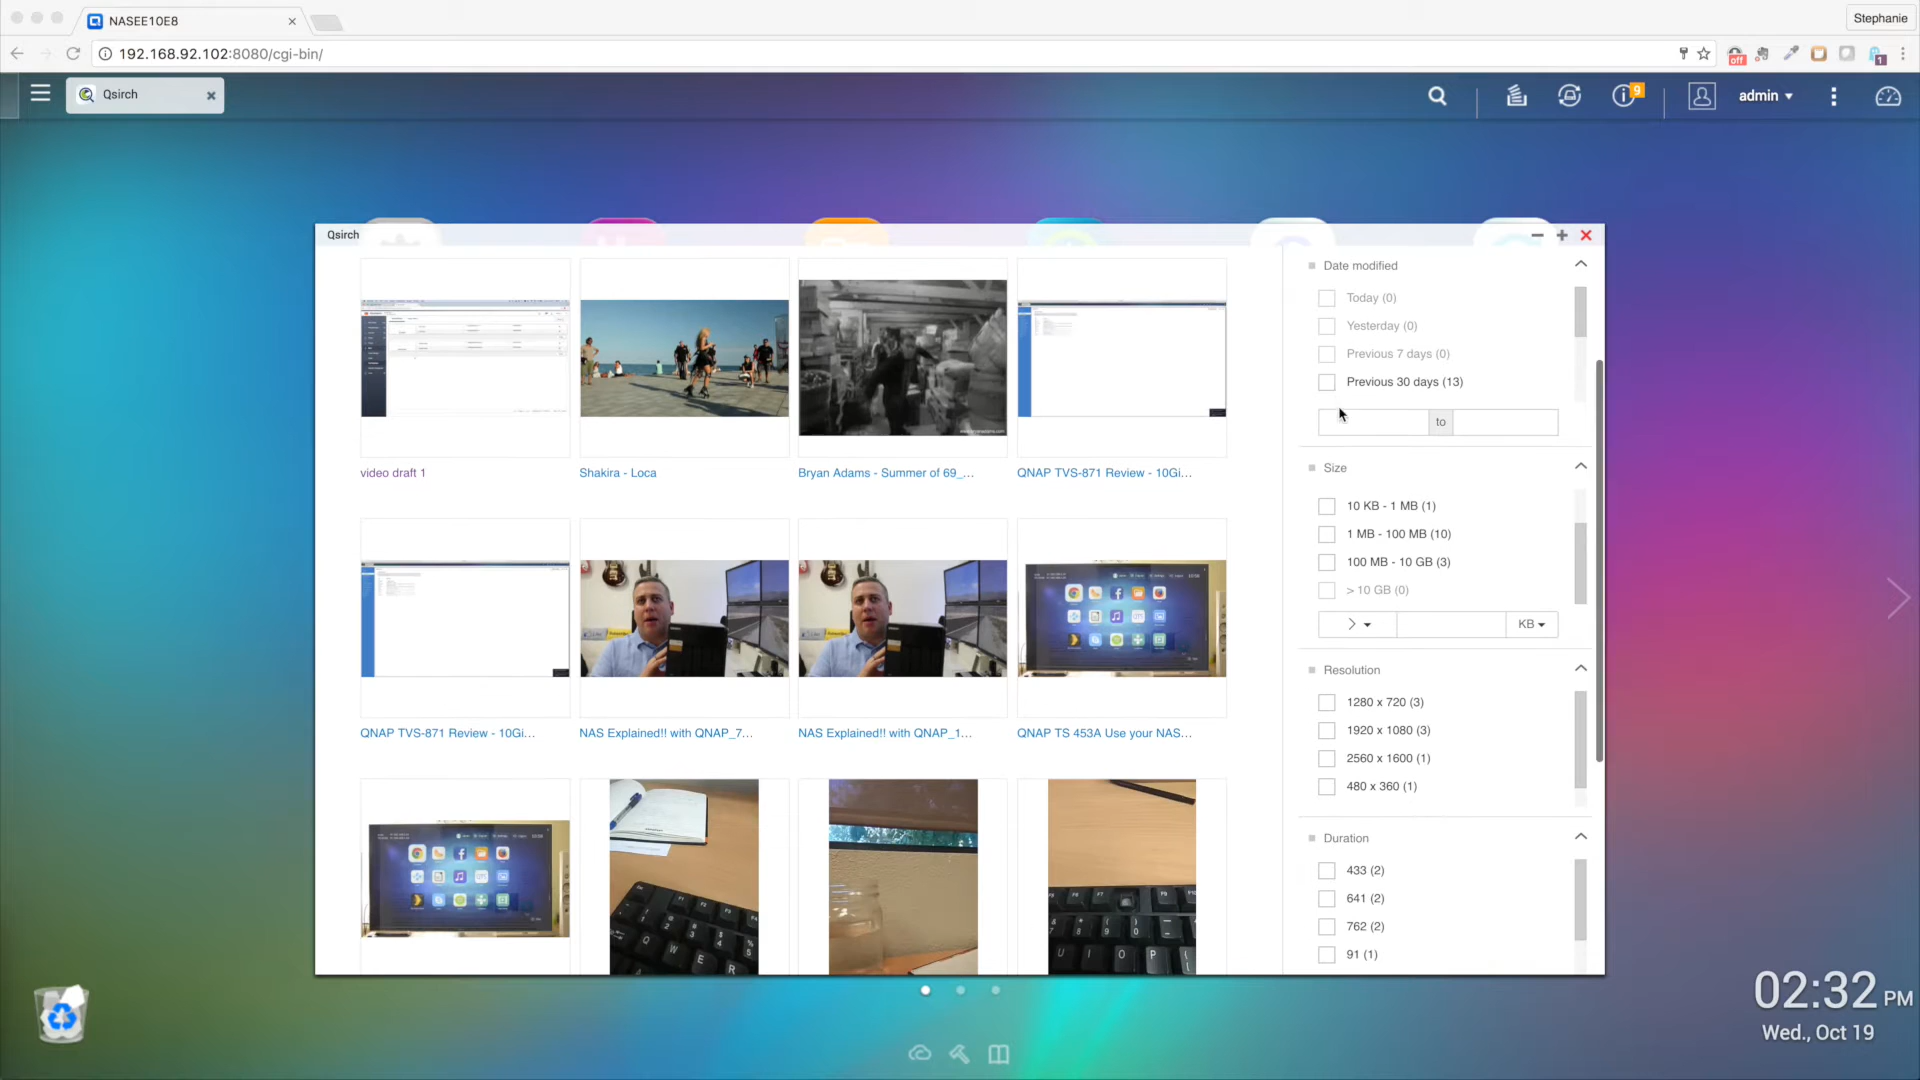 NASEE10E8
Stephanie
192.168.92.102:8080/cgi-bin/
off
1
Qsirch
9
admin
Qsirch
Date modified
Today (0)
Yesterday (0)
Previous 7 days (0)
Previous 30 days (13)
to
video draft 1
Shakira - Loca
Bryan Adams - Summer of 69_...
QNAP TVS-871 Review - 10Gi...
Size
10 KB - 1 MB (1)
1 MB - 100 MB (10)
100 MB - 10 GB (3)
> 10 GB (0)
>
KB
QNAP TVS-871 Review - 10Gi...
NAS Explained!! with QNAP_7...
NAS Explained!! with QNAP_1...
QNAP TS 453A Use your NAS...
Resolution
1280 x 720 (3)
1920 x 1080 (3)
2560 x 1600 (1)
480 x 360 (1)
Duration
433 (2)
641 (2)
762 (2)
91 (1)
02:32 PM
Wed., Oct 19